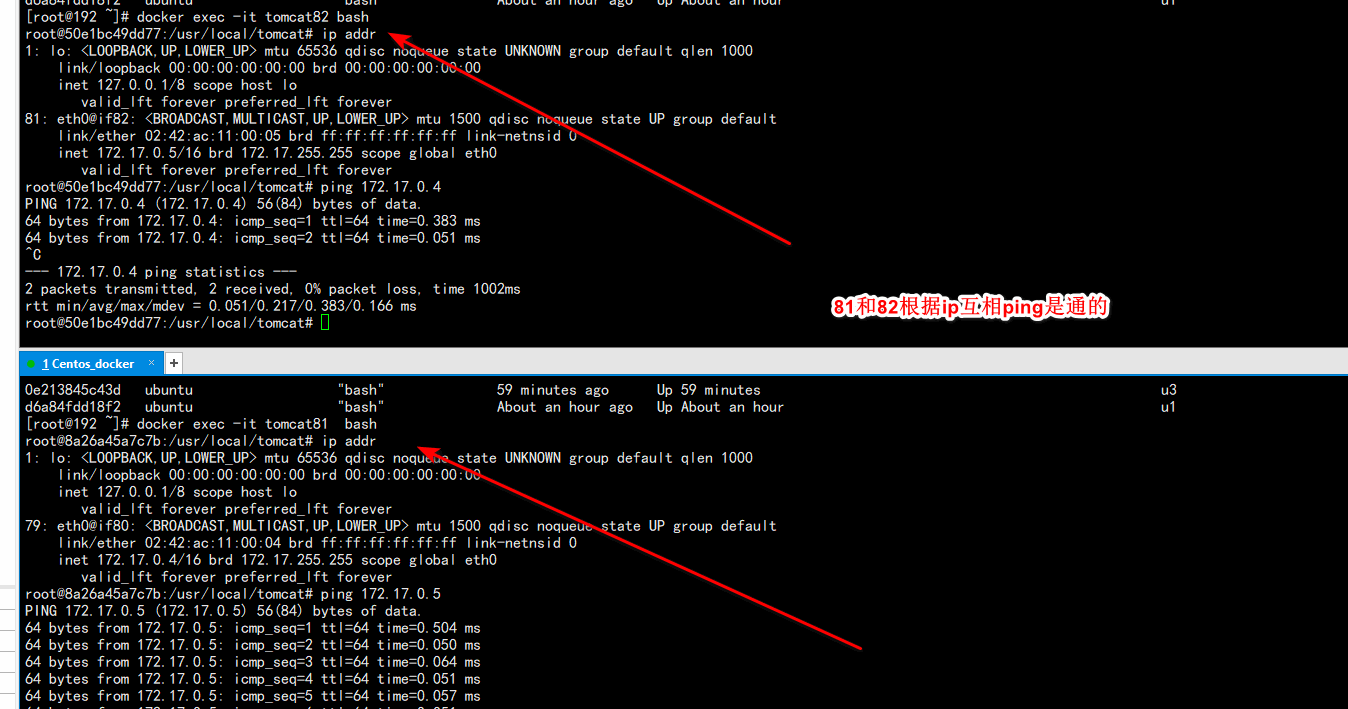 [root@192 ~]# docker exec -it tomcat82 bash
root@50e1bc49dd77:/usr/local/tomcat# ip addr
1: lo: <LOOPBACK,UP,LOWER_UP> mtu 65536 qdisc noqueue state UNKNOWN group default qlen 1000
    link/loopback 00:00:00:00:00:00 brd 00:00:00:00:00:00
    inet 127.0.0.1/8 scope host lo
       valid_lft forever preferred_lft forever
81: eth0@if82: <BROADCAST,MULTICAST,UP,LOWER_UP> mtu 1500 qdisc noqueue state UP group default
    link/ether 02:42:ac:11:00:05 brd ff:ff:ff:ff:ff:ff link-netnsid 0
    inet 172.17.0.5/16 brd 172.17.255.255 scope global eth0
       valid_lft forever preferred_lft forever
root@50e1bc49dd77:/usr/local/tomcat# ping 172.17.0.4
PING 172.17.0.4 (172.17.0.4) 56(84) bytes of data.
64 bytes from 172.17.0.4: icmp_seq=1 ttl=64 time=0.383 ms
64 bytes from 172.17.0.4: icmp_seq=2 ttl=64 time=0.051 ms
^C
--- 172.17.0.4 ping statistics ---
2 packets transmitted, 2 received, 0% packet loss, time 1002ms
rtt min/avg/max/mdev = 0.051/0.217/0.383/0.166 ms
81和82根据ip互相ping是通的
root@50e1bc49dd77:/usr/local/tomcat#
1 Centos_docker × +
0e213845c43d ubuntu "bash" 59 minutes ago Up 59 minutes u3
d6a84fdd18f2 ubuntu "bash" About an hour ago Up About an hour u1
[root@192 ~]# docker exec -it tomcat81  bash
root@8a26a45a7c7b:/usr/local/tomcat# ip addr
1: lo: <LOOPBACK,UP,LOWER_UP> mtu 65536 qdisc noqueue state UNKNOWN group default qlen 1000
    link/loopback 00:00:00:00:00:00 brd 00:00:00:00:00:00
    inet 127.0.0.1/8 scope host lo
       valid_lft forever preferred_lft forever
79: eth0@if80: <BROADCAST,MULTICAST,UP,LOWER_UP> mtu 1500 qdisc noqueue state UP group default
    link/ether 02:42:ac:11:00:04 brd ff:ff:ff:ff:ff:ff link-netnsid 0
    inet 172.17.0.4/16 brd 172.17.255.255 scope global eth0
       valid_lft forever preferred_lft forever
root@8a26a45a7c7b:/usr/local/tomcat# ping 172.17.0.5
PING 172.17.0.5 (172.17.0.5) 56(84) bytes of data.
64 bytes from 172.17.0.5: icmp_seq=1 ttl=64 time=0.504 ms
64 bytes from 172.17.0.5: icmp_seq=2 ttl=64 time=0.050 ms
64 bytes from 172.17.0.5: icmp_seq=3 ttl=64 time=0.064 ms
64 bytes from 172.17.0.5: icmp_seq=4 ttl=64 time=0.051 ms
64 bytes from 172.17.0.5: icmp_seq=5 ttl=64 time=0.057 ms